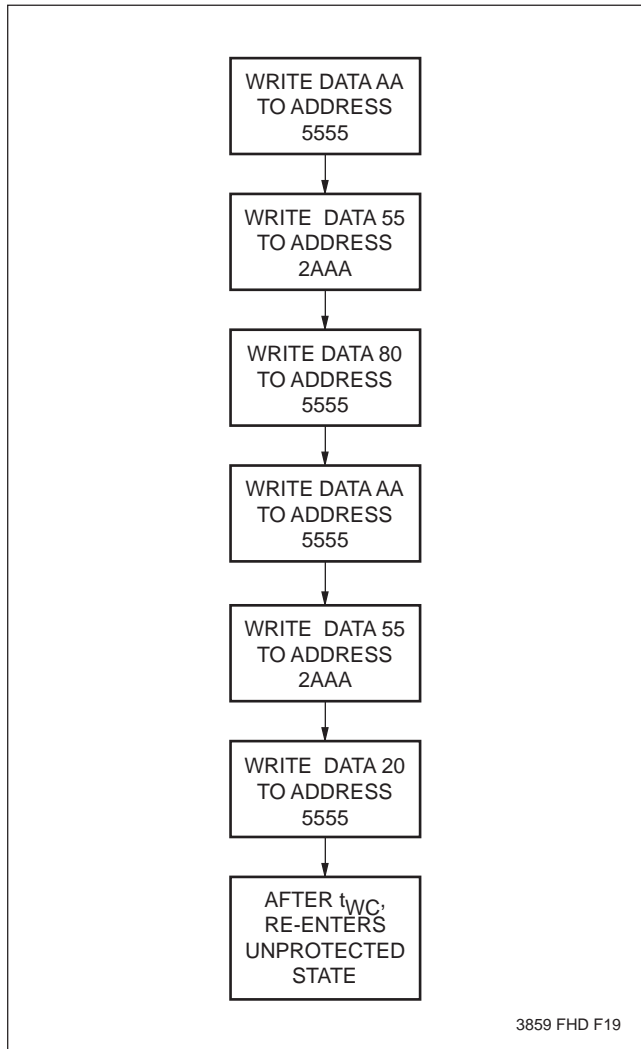 WRITE DATA AA
TO ADDRESS
5555
WRITE DATA 55
TO ADDRESS
2AAA
WRITE DATA 80
TO ADDRESS
5555
WRITE DATA AA
TO ADDRESS
5555
WRITE DATA 55
TO ADDRESS
2AAA
WRITE DATA 20
TO ADDRESS
5555
AFTER tWC,
RE-ENTERS
UNPROTECTED
STATE
3859 FHD F19